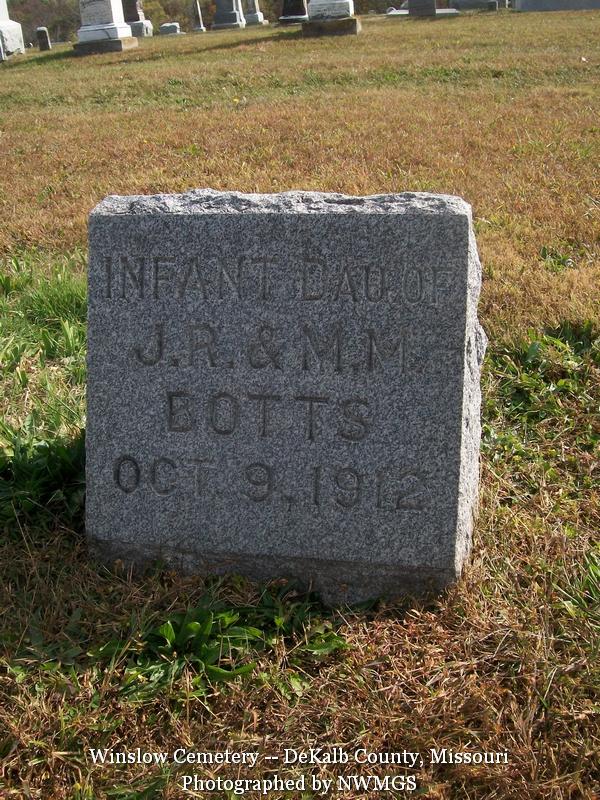 INFANT DAU. OF
J.R. & M.M.
BOTTS
OCT. 9, 1912
Winslow Cemetery -- DeKalb County, Missouri
Photographed by NWMGS